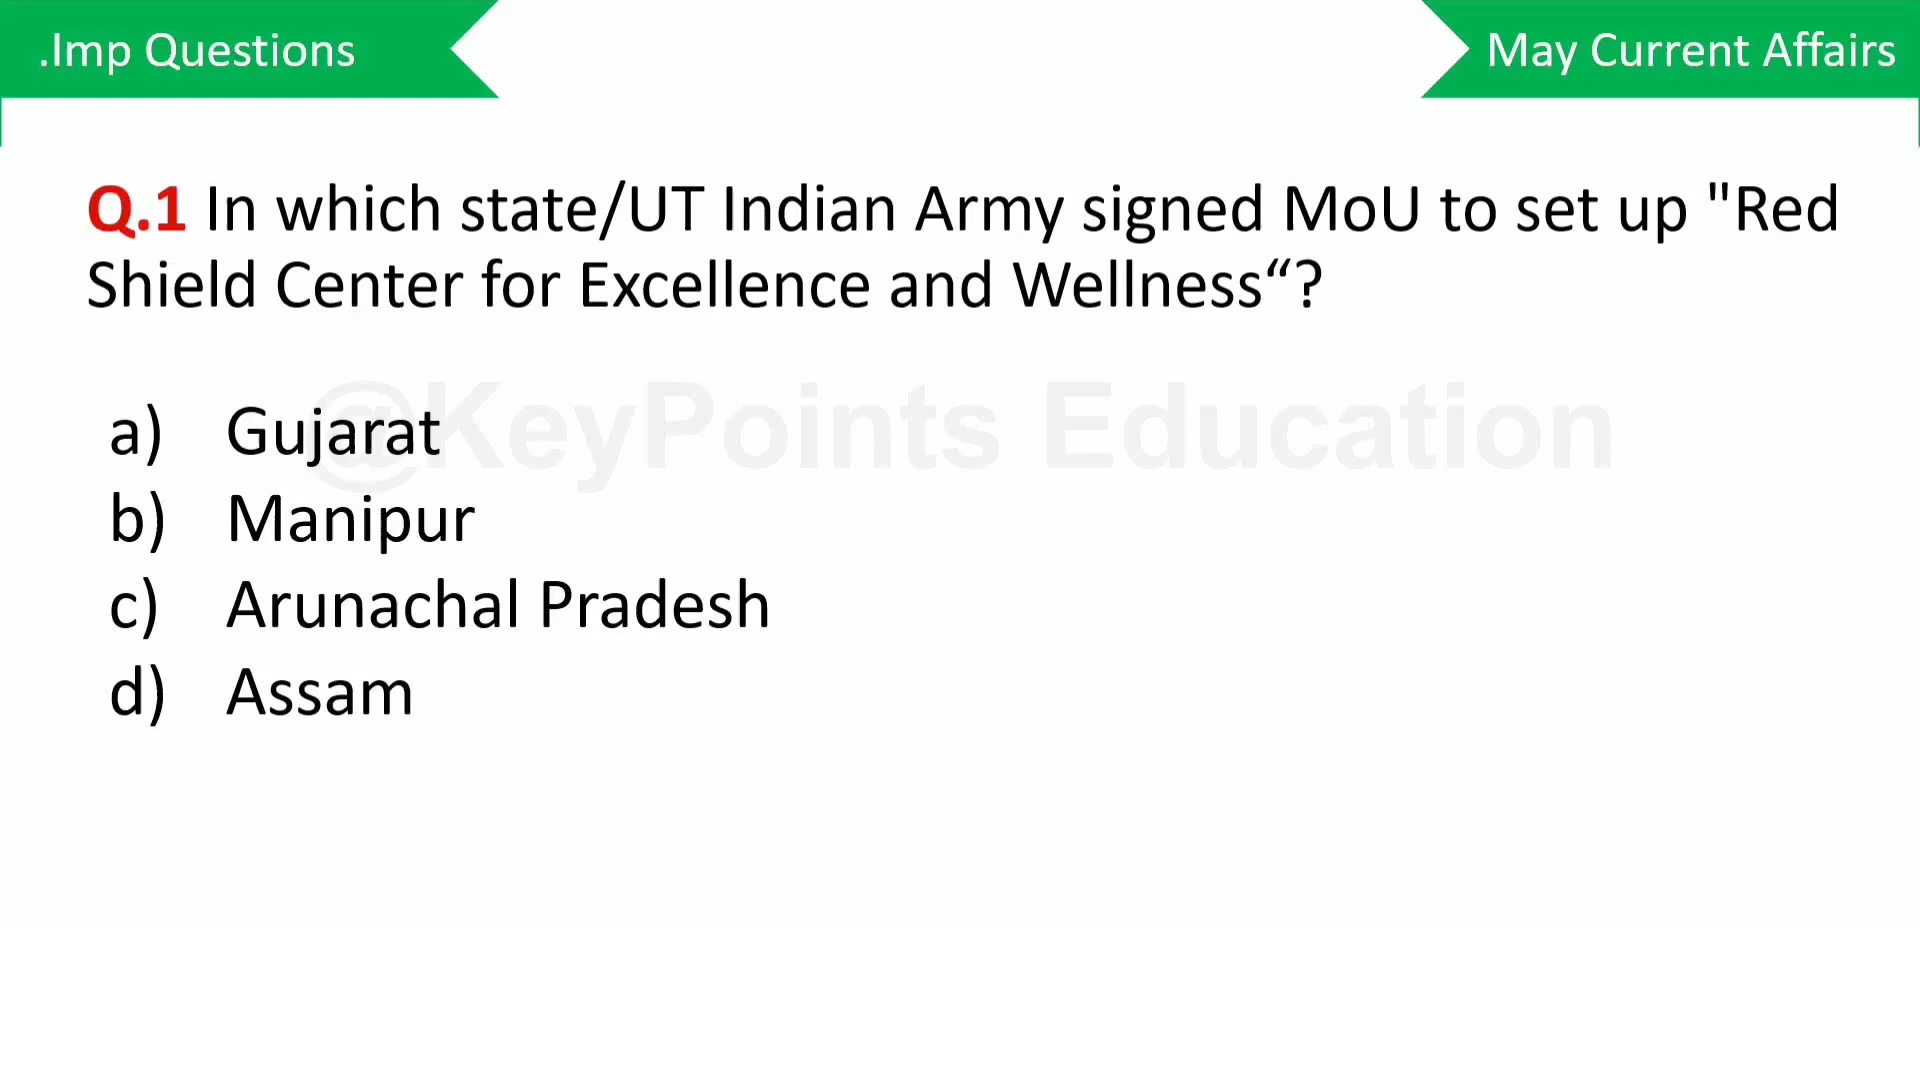 .Imp Questions
May Current Affairs
Q.1 In which state/UT Indian Army signed MoU to set up "Red
Shield Center for Excellence and Wellness“?
@KeyPoints Education
a) Gujarat
b) Manipur
c) Arunachal Pradesh
d) Assam